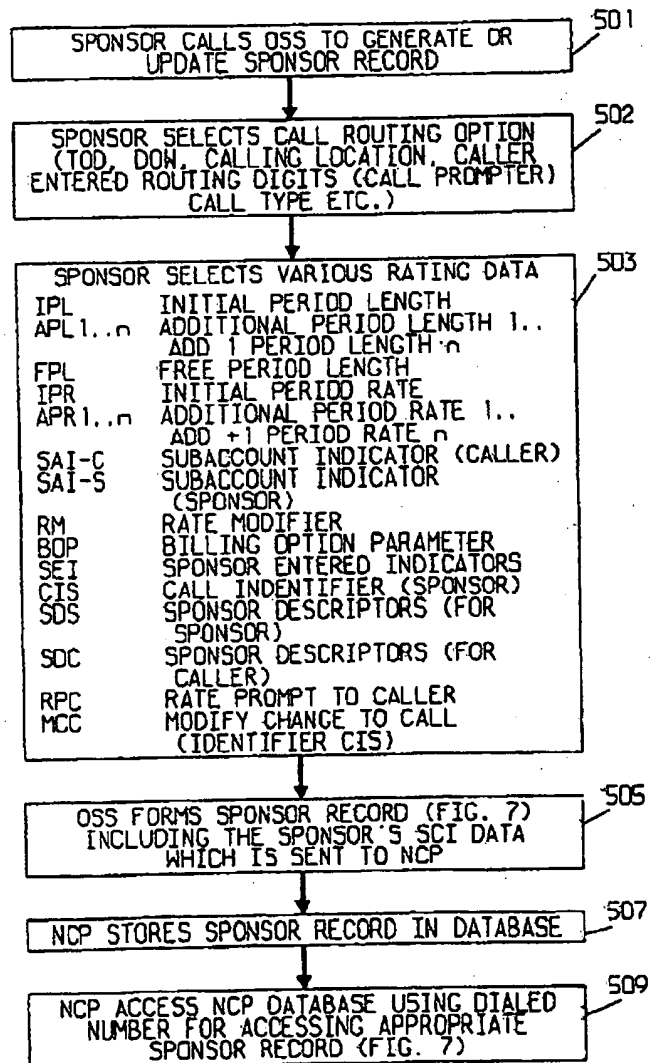 501
SPONSOR CALLS OSS TO GENERATE OR
UPDATE SPONSOR RECORD
502
SPONSOR SELECTS CALL ROUTING OPTION
(TOD, DOW, CALLING LOCATION, CALLER
ENTERED ROUTING DIGITS (CALL PROMPTER)
CALL TYPE ETC.)
503
SPONSOR SELECTS VARIOUS RATING DATA
IPL INITIAL PERIOD LENGTH
APL1..n ADDITIONAL PERIOD LENGTH 1..
ADD 1 PERIOD LENGTH n
FPL FREE PERIOD LENGTH
IPR INITIAL PERIOD RATE
APR1..n ADDITIONAL PERIOD RATE 1..
ADD +1 PERIOD RATE n
SAI-C SUBACCOUNT INDICATOR (CALLER)
SAI-S SUBACCOUNT INDICATOR
(SPONSOR)
RM RATE MODIFIER
BOP BILLING OPTION PARAMETER
SEI SPONSOR ENTERED INDICATORS
CIS CALL INDENTIFIER (SPONSOR)
SDS SPONSOR DESCRIPTORS (FOR
SPONSOR)
SDC SPONSOR DESCRIPTORS (FOR
CALLER)
RPC RATE PROMPT TO CALLER
MCC MODIFY CHANGE TO CALL
(IDENTIFIER CIS)
505
OSS FORMS SPONSOR RECORD (FIG. 7)
INCLUDING THE SPONSOR'S SCI DATA
WHICH IS SENT TO NCP
507
NCP STORES SPONSOR RECORD IN DATABASE
509
NCP ACCESS NCP DATABASE USING DIALED
NUMBER FOR ACCESSING APPROPRIATE
SPONSOR RECORD (FIG. 7)